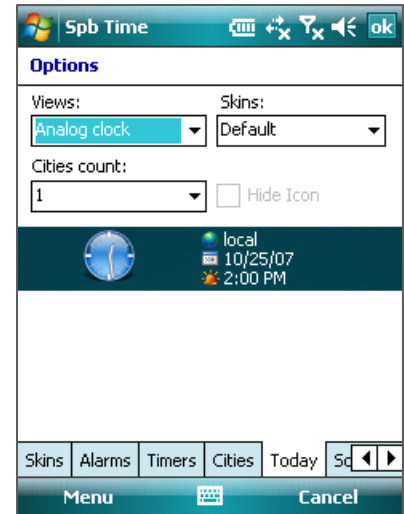 Spb Time ok
Options
Views: Skins:
Analog clock Default
Cities count:
1 Hide Icon
local
10/25/07
2:00 PM
Skins Alarms Timers Cities Today
Menu Cancel